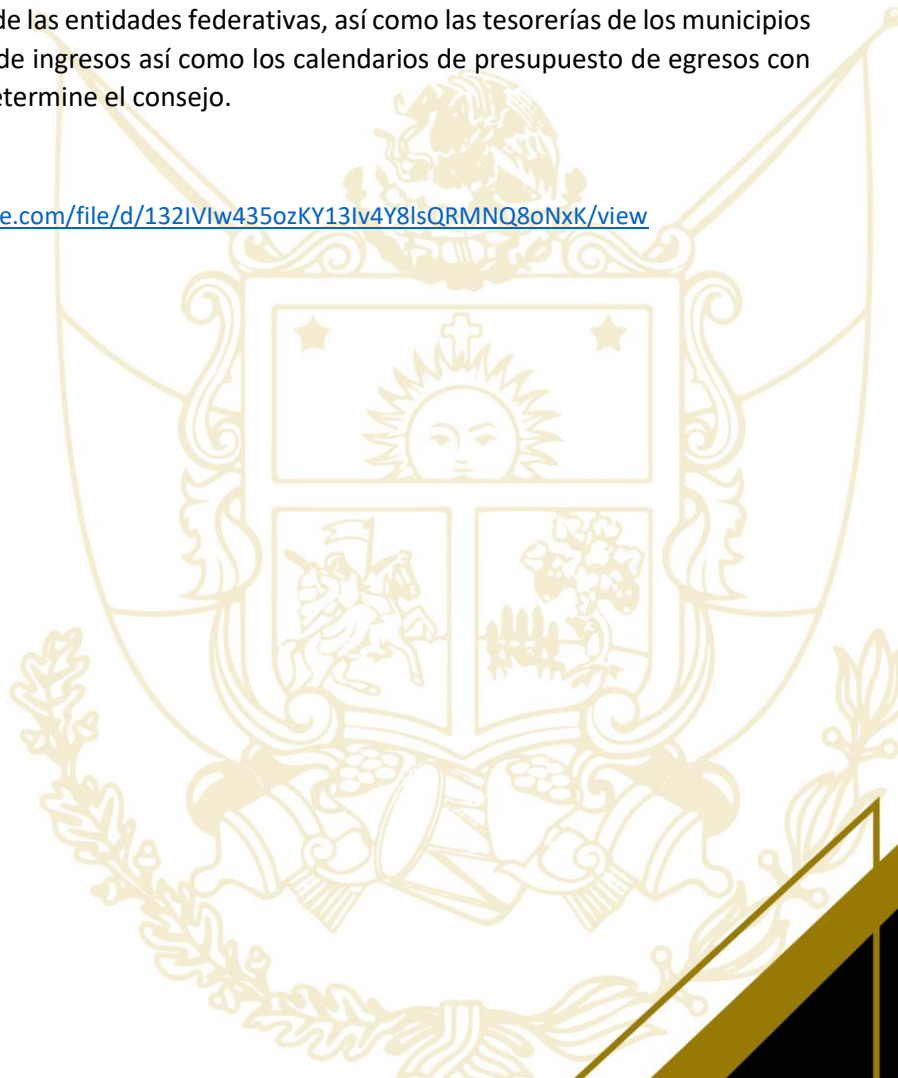 de las entidades federativas, así como las tesorerías de los municipios
de ingresos así como los calendarios de presupuesto de egresos con
etermine el consejo.
e.com/file/d/132IVIw435ozKY13Iv4Y8lsQRMNQ8oNxK/view